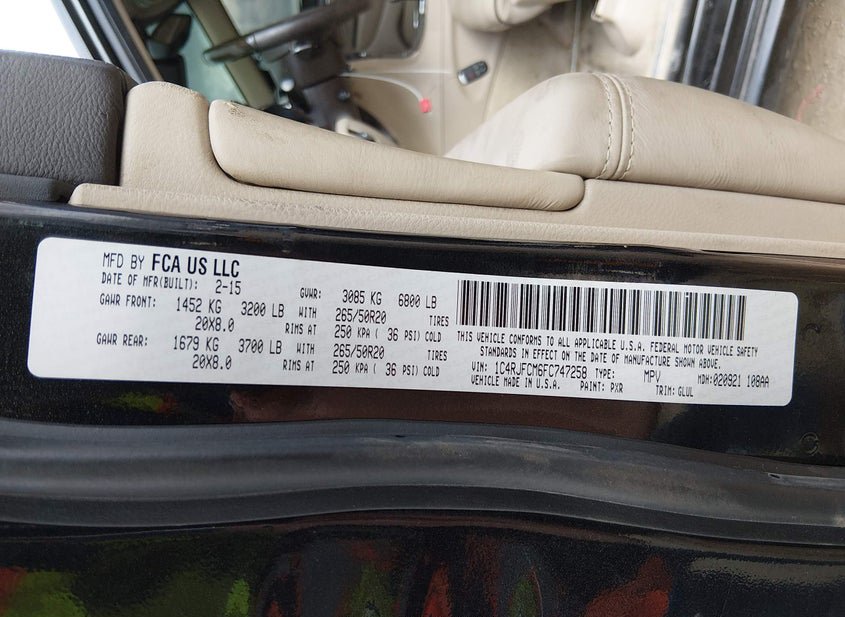 MFD BY FCA US LLC
DATE OF MFR(BUILT): 2-15 GVWR: 3085 KG 6800 LB
GAWR FRONT: 1452 KG 3200 LB WITH 265/50R20 TIRES
20X8.0 RIMS AT 250 KPA ( 36 PSI) COLD
GAWR REAR: 1679 KG 3700 LB WITH 265/50R20 TIRES
20X8.0 RIMS AT 250 KPA ( 36 PSI) COLD
THIS VEHICLE CONFORMS TO ALL APPLICABLE U.S.A. FEDERAL MOTOR VEHICLE SAFETY
STANDARDS IN EFFECT ON THE DATE OF MANUFACTURE SHOWN ABOVE.
VIN: 1C4RJFCM6FC747258 TYPE: MPV MDH:020921 108AA
VEHICLE MADE IN U.S.A. PAINT: PXR TRIM: GLUL